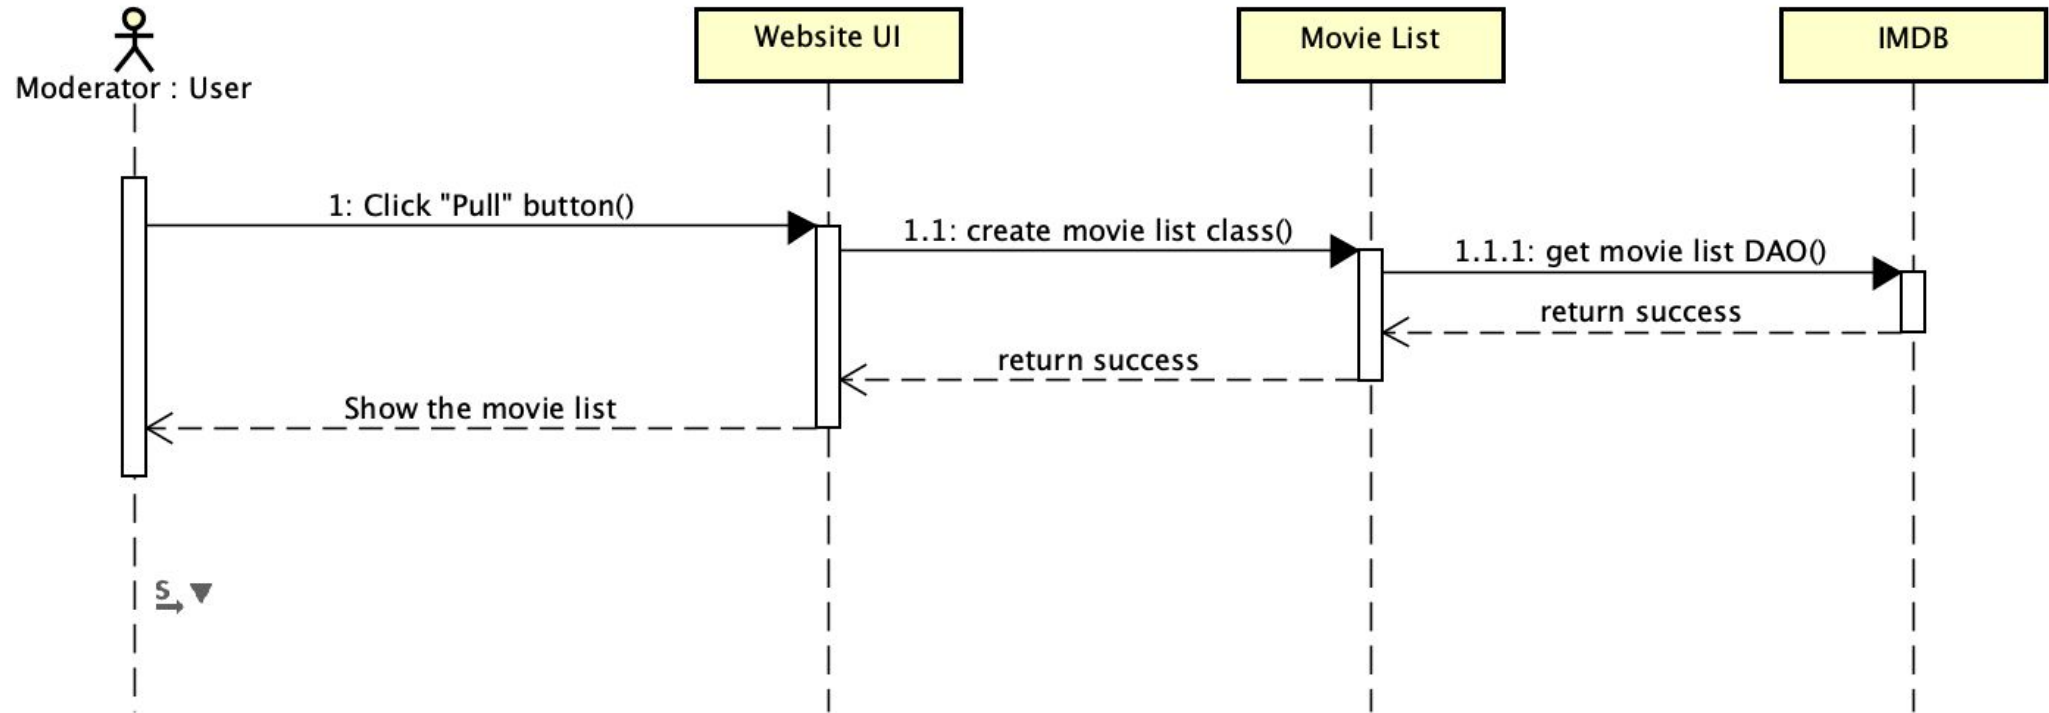 Moderator : User
Website UI
Movie List
IMDB
1: Click "Pull" button()
1.1: create movie list class()
1.1.1: get movie list DAO()
return success
return success
Show the movie list
S